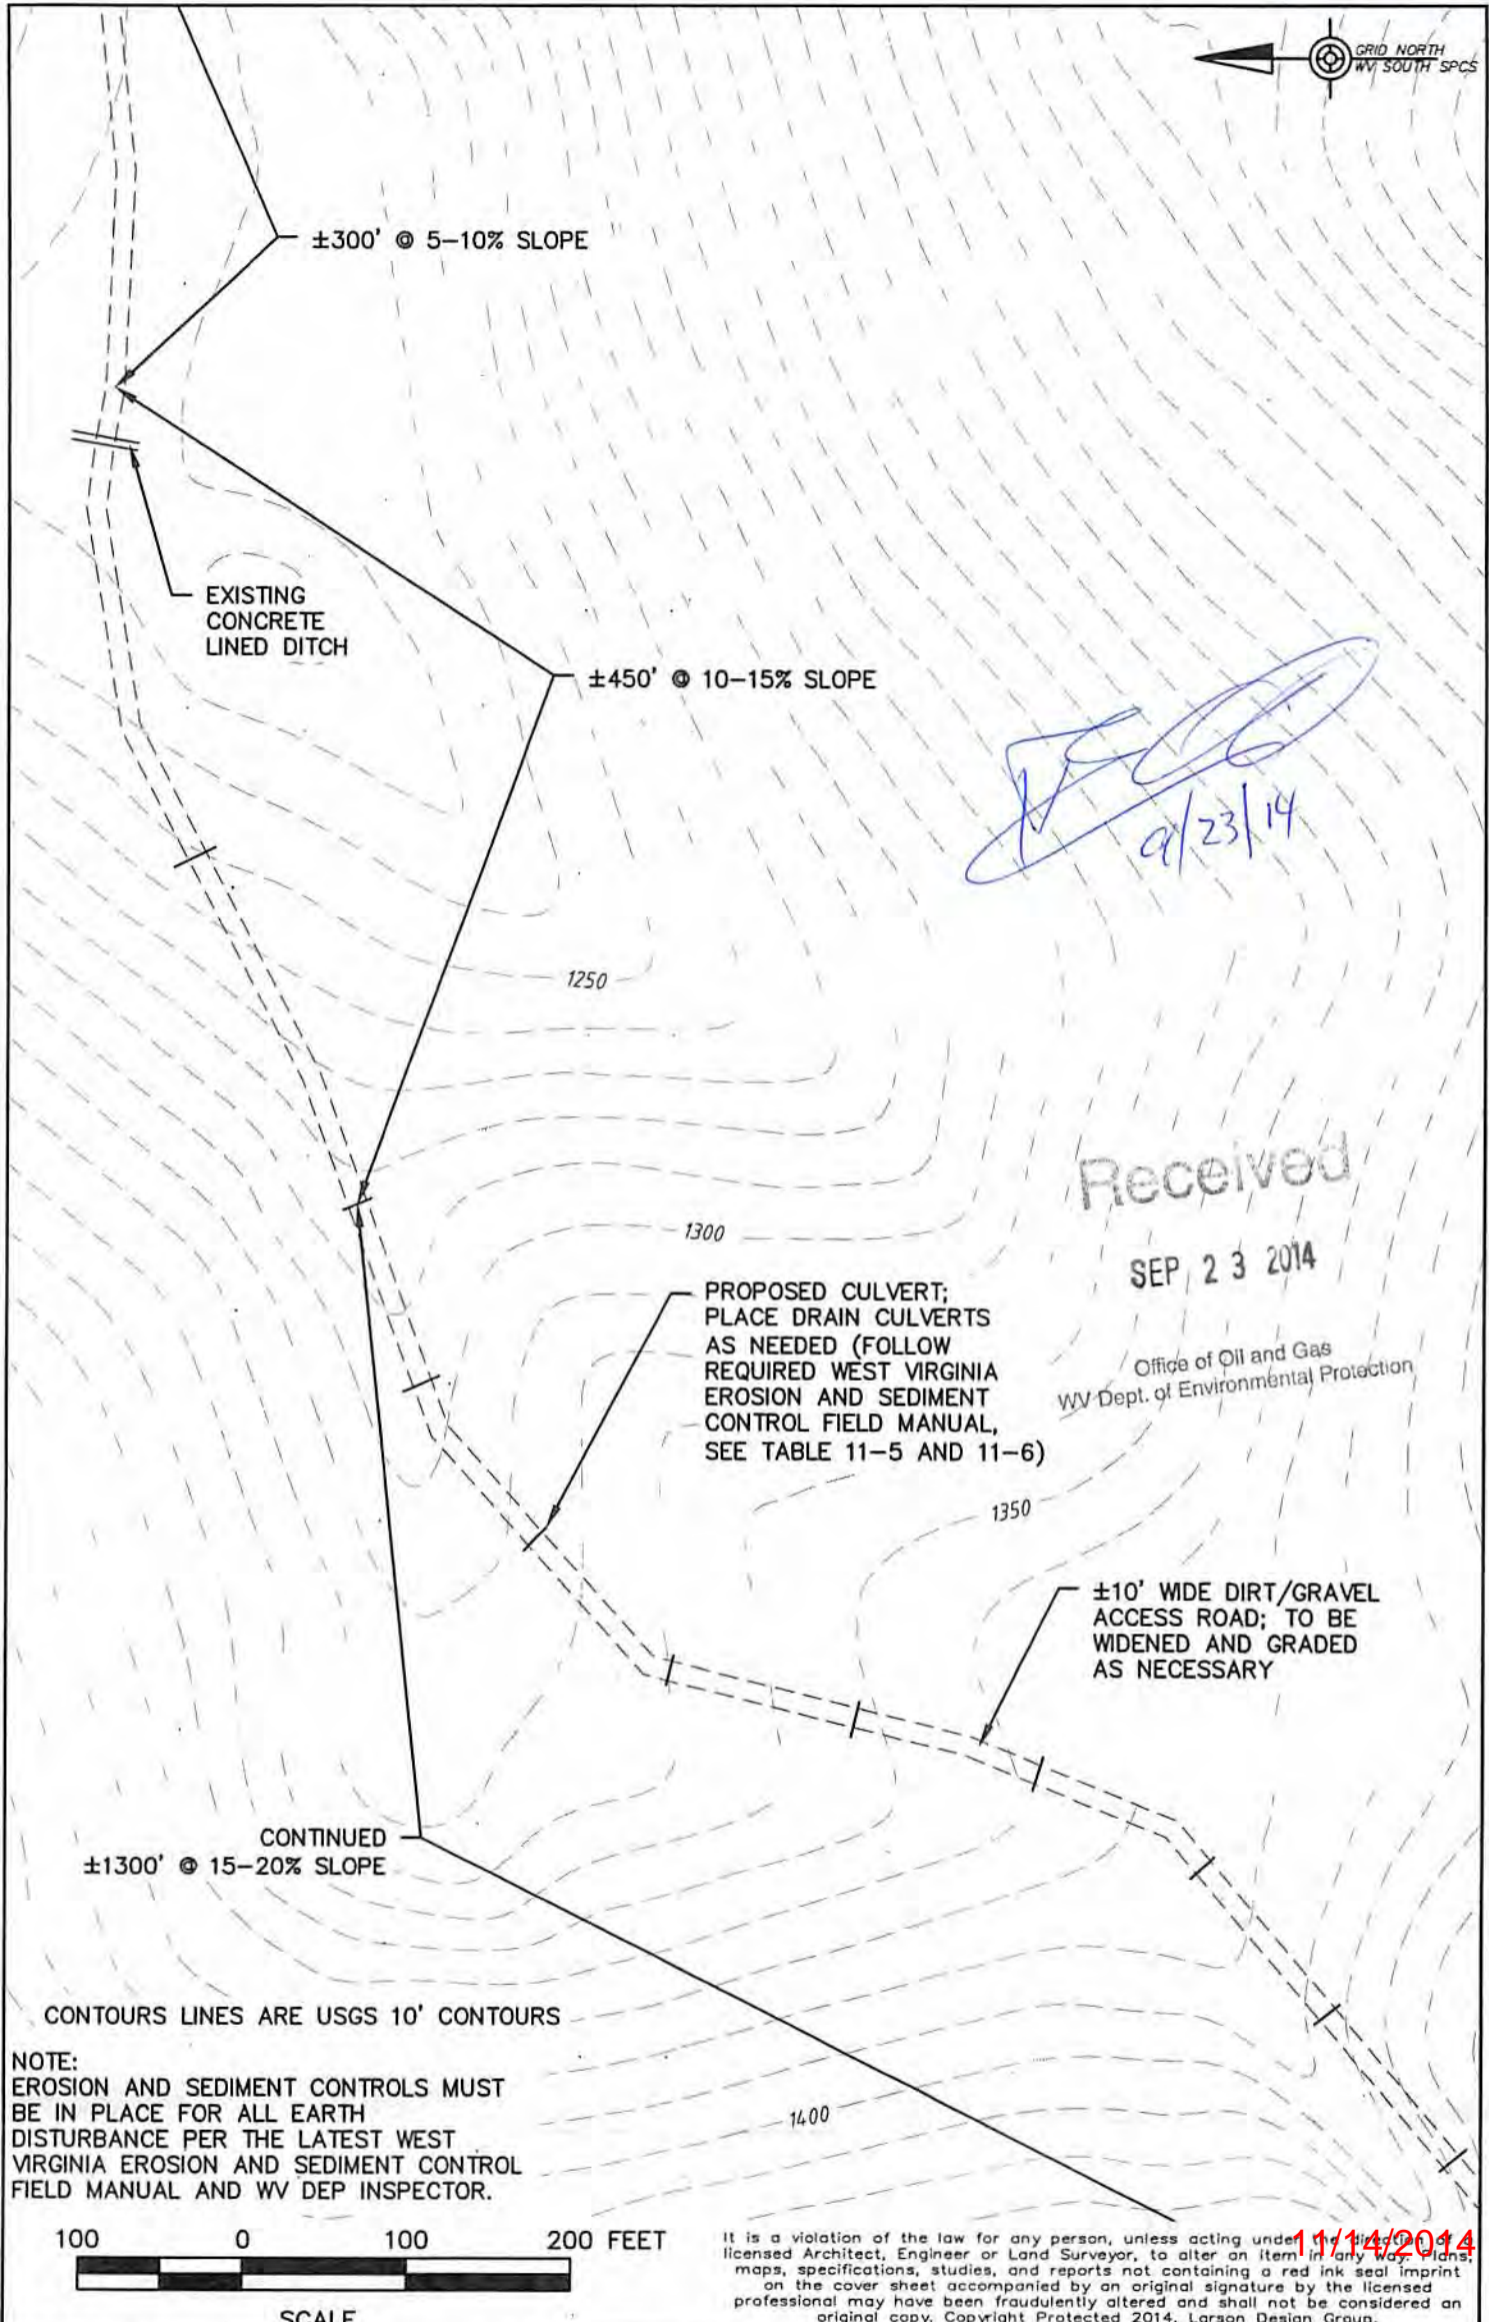 GRID NORTH
WV SOUTH SPCS
±300' @ 5–10% SLOPE
EXISTING
CONCRETE
LINED DITCH
±450' @ 10–15% SLOPE
9/23/14
1250
Received
1300
SEP 23 2014
PROPOSED CULVERT;
PLACE DRAIN CULVERTS
AS NEEDED (FOLLOW
REQUIRED WEST VIRGINIA
EROSION AND SEDIMENT
CONTROL FIELD MANUAL,
SEE TABLE 11–5 AND 11–6)
Office of Oil and Gas
WV Dept. of Environmental Protection
1350
±10' WIDE DIRT/GRAVEL
ACCESS ROAD; TO BE
WIDENED AND GRADED
AS NECESSARY
CONTINUED
±1300' @ 15–20% SLOPE
CONTOURS LINES ARE USGS 10' CONTOURS
NOTE:
EROSION AND SEDIMENT CONTROLS MUST
BE IN PLACE FOR ALL EARTH
DISTURBANCE PER THE LATEST WEST
VIRGINIA EROSION AND SEDIMENT CONTROL
FIELD MANUAL AND WV DEP INSPECTOR.
1400
100 0 100 200 FEET
SCALE
It is a violation of the law for any person, unless acting under the direction of a
11/14/2014
licensed Architect, Engineer or Land Surveyor, to alter an item in any way. Plans,
maps, specifications, studies, and reports not containing a red ink seal imprint
on the cover sheet accompanied by an original signature by the licensed
professional may have been fraudulently altered and shall not be considered an
original copy. Copyright Protected 2014. Larson Design Group.